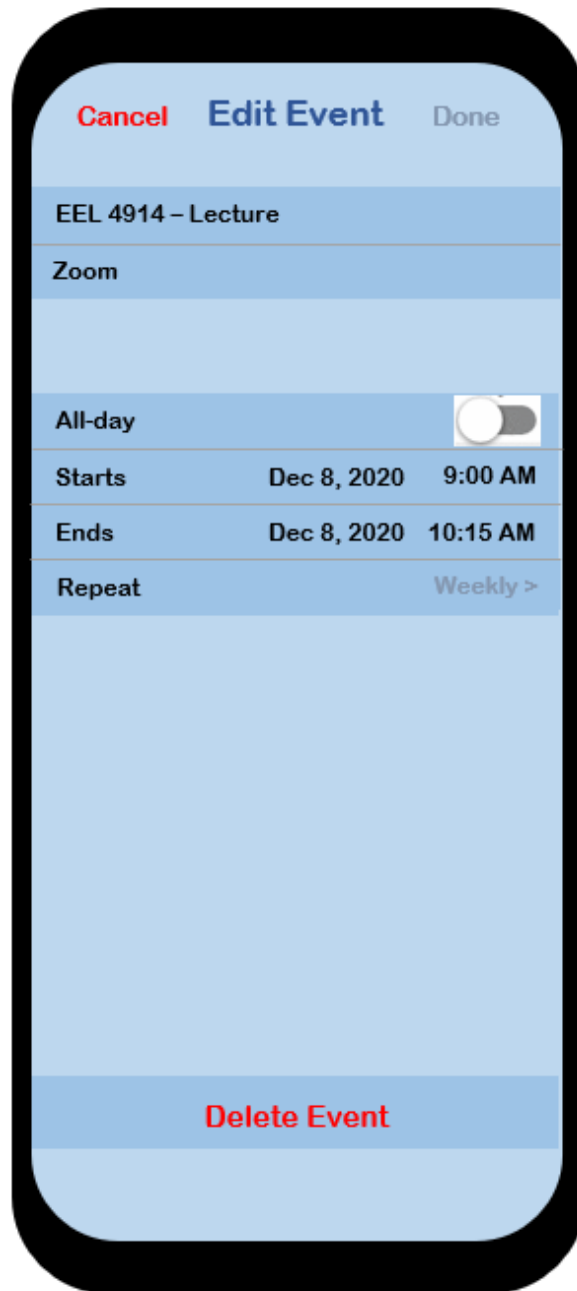 Cancel Edit Event Done
EEL 4914 – Lecture
Zoom
All-day
Starts Dec 8, 2020 9:00 AM
Ends Dec 8, 2020 10:15 AM
Repeat Weekly >
Delete Event